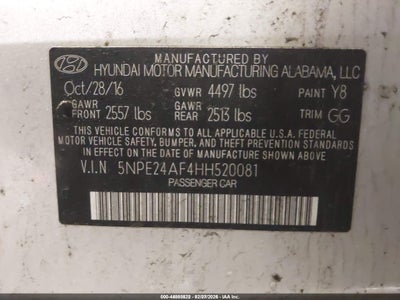 MANUFACTURED BY
HYUNDAI MOTOR MANUFACTURING ALABAMA, LLC
Oct/28/16 GVWR 4497 lbs PAINT Y8
GAWR GAWR
FRONT 2557 lbs REAR 2513 lbs TRIM GG
THIS VEHICLE CONFORMS TO ALL APPLICABLE U.S.A. FEDERAL
MOTOR VEHICLE SAFETY, BUMPER, AND THEFT PREVENTION
STANDARDS IN EFFECT ON THE DATE OF MANUFACTURE
V.I.N 5NPE24AF4HH520081
PASSENGER CAR